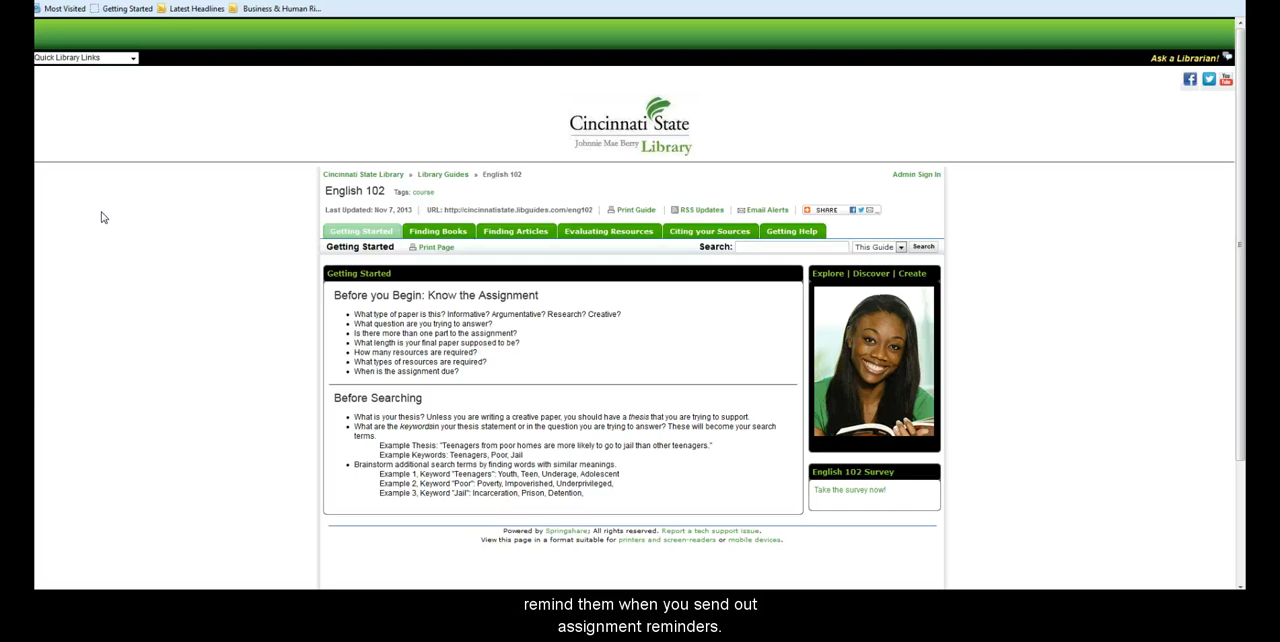 Most Visited Getting Started Latest Headlines Business & Human Ri...
Quick Library Links
Ask a Librarian!
You
Tube
Cincinnati State
Johnnie Mae Berry Library
Cincinnati State Library » Library Guides » English 102
Admin Sign In
English 102 Tags: course
Last Updated: Nov 7, 2013 URL: http://cincinnatistate.libguides.com/eng102 Print Guide RSS Updates Email Alerts SHARE
Getting Started Finding Books Finding Articles Evaluating Resources Citing your Sources Getting Help
Getting Started Print Page Search: This Guide Search
Getting Started
Before you Begin: Know the Assignment
• What type of paper is this? Informative? Argumentative? Research? Creative?
• What question are you trying to answer?
• Is there more than one part to the assignment?
• What length is your final paper supposed to be?
• How many resources are required?
• What types of resources are required?
• When is the assignment due?
Before Searching
• What is your thesis? Unless you are writing a creative paper, you should have a thesis that you are trying to support.
• What are the keywordsin your thesis statement or in the question you are trying to answer? These will become your search
terms.
Example Thesis: "Teenagers from poor homes are more likely to go to jail than other teenagers."
Example Keywords: Teenagers, Poor, Jail
• Brainstorm additional search terms by finding words with similar meanings.
Example 1, Keyword "Teenagers": Youth, Teen, Underage, Adolescent
Example 2, Keyword "Poor": Poverty, Impoverished, Underprivileged,
Example 3, Keyword "Jail": Incarceration, Prison, Detention,
Explore | Discover | Create
English 102 Survey
Take the survey now!
Powered by Springshare; All rights reserved. Report a tech support issue.
View this page in a format suitable for printers and screen-readers or mobile devices.
remind them when you send out
assignment reminders.